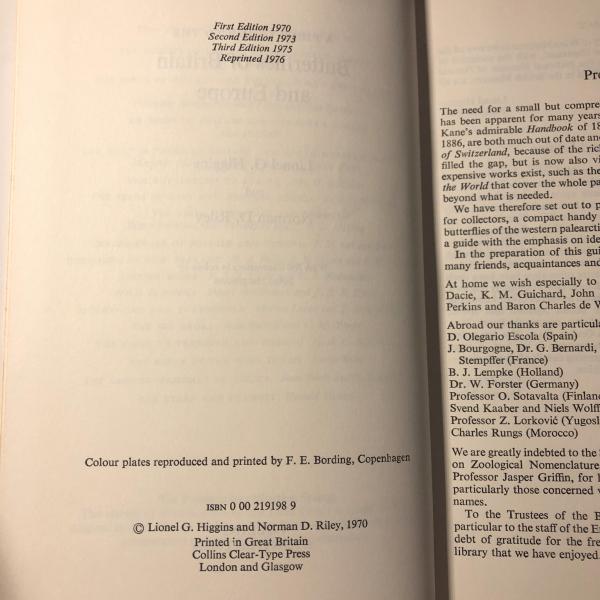 First Edition 1970
Second Edition 1973
Third Edition 1975
Reprinted 1976
Colour plates reproduced and printed by F. E. Bording, Copenhagen
ISBN 0 00 219198 9
© Lionel G. Higgins and Norman D. Riley, 1970
Printed in Great Britain
Collins Clear-Type Press
London and Glasgow
The need for a small but compre
has been apparent for many years
Kane's admirable Handbook of 18
1886, are both much out of date and
of Switzerland, because of the rich
filled the gap, but is now also vi
expensive works exist, such as the
the World that cover the whole pa
beyond what is needed.
We have therefore set out to p
for collectors, a compact handy
butterflies of the western palearcti
a guide with the emphasis on ide
In the preparation of this gui
many friends, acquaintances and
At home we wish especially to
Dacie, K. M. Guichard, John
Perkins and Baron Charles de W
Abroad our thanks are particula
D. Olegario Escola (Spain)
J. Bourgogne, Dr. G. Bernardi,
Stempffer (France)
B. J. Lempke (Holland)
Dr. W. Forster (Germany)
Professor O. Sotavalta (Finland
Svend Kaaber and Niels Wolff
Professor Z. Lorković (Yugosl
Charles Rungs (Morocco)
We are greatly indebted to the
on Zoological Nomenclature
Professor Jasper Griffin, for
particularly those concerned
names.
To the Trustees of the B
particular to the staff of the E
debt of gratitude for the fre
library that we have enjoyed